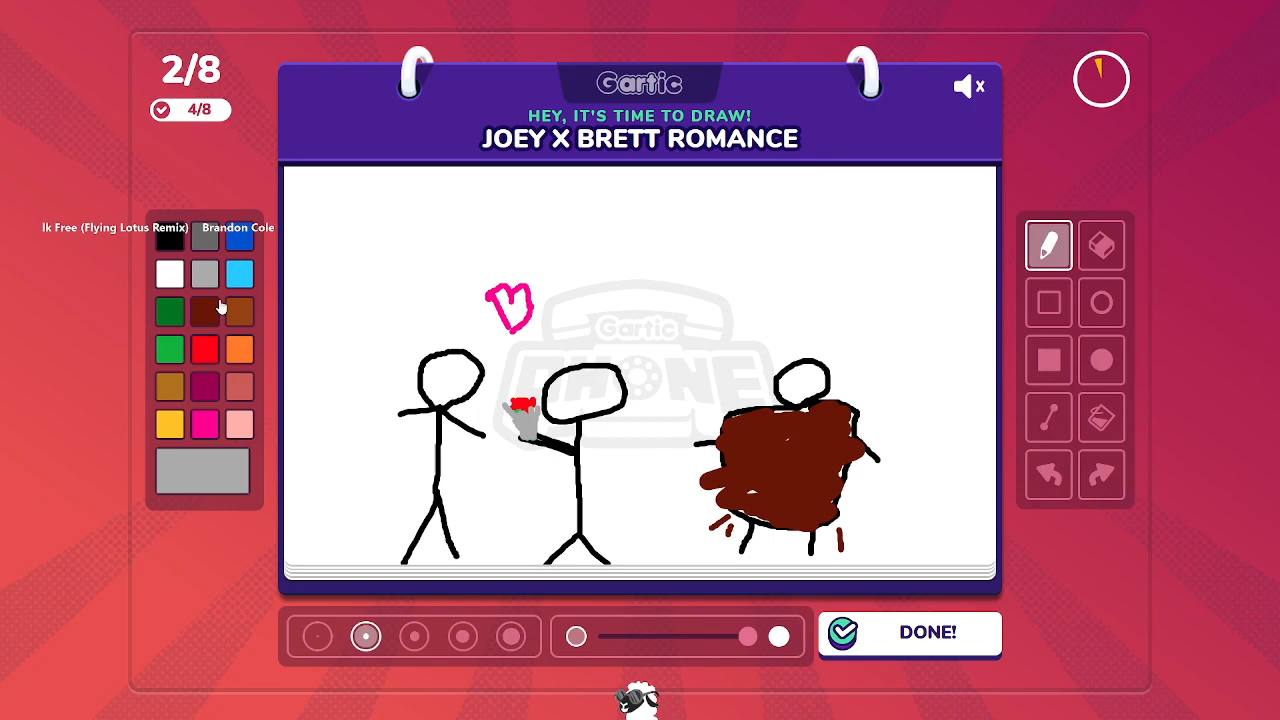 2/8
4/8
Gartic
HEY, IT'S TIME TO DRAW!
JOEY X BRETT ROMANCE
lk Free (Flying Lotus Remix) Brandon Cole
Gartic
PHONE
DONE!